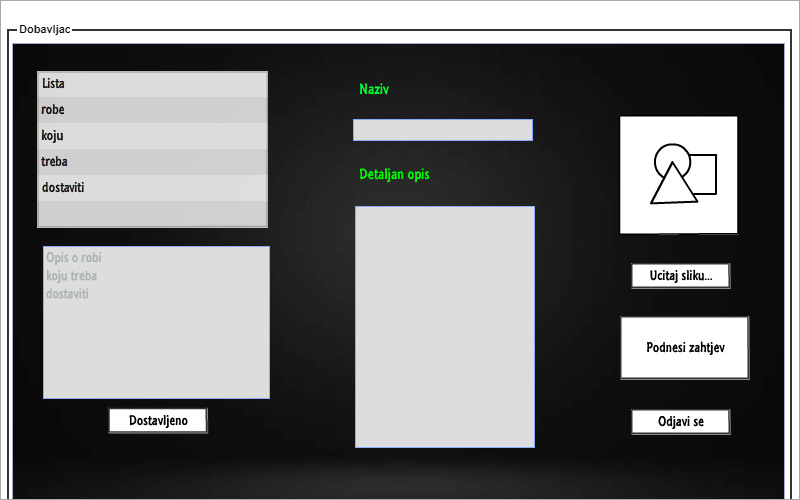 Dobavljac
Lista
robe
koju
treba
dostaviti
Opis o robi
koju treba
dostaviti
Dostavljeno
Naziv
Detaljan opis
Ucitaj sliku...
Podnesi zahtjev
Odjavi se